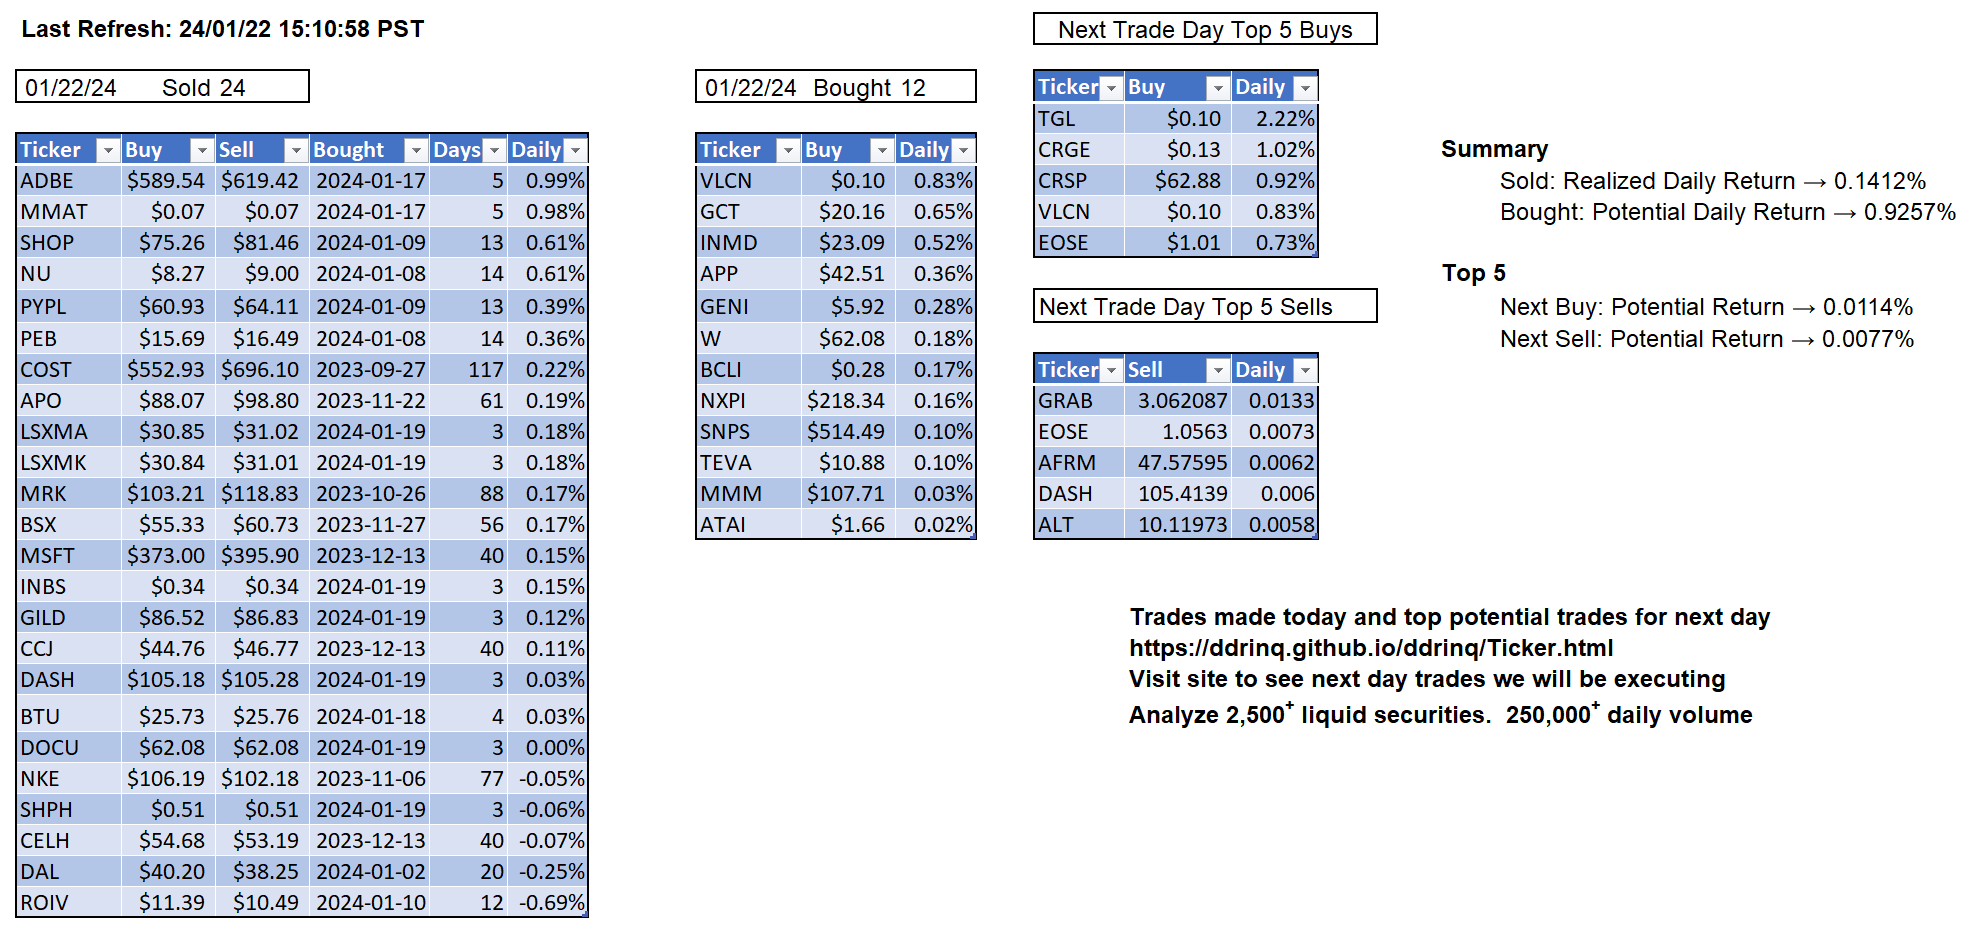 Last Refresh: 24/01/22 15:10:58 PST
01/22/24 Sold 24
Ticker Buy Sell Bought Days Daily
ADBE $589.54 $619.42 2024-01-17 5 0.99%
MMAT $0.07 $0.07 2024-01-17 5 0.98%
SHOP $75.26 $81.46 2024-01-09 13 0.61%
NU $8.27 $9.00 2024-01-08 14 0.61%
PYPL $60.93 $64.11 2024-01-09 13 0.39%
PEB $15.69 $16.49 2024-01-08 14 0.36%
COST $552.93 $696.10 2023-09-27 117 0.22%
APO $88.07 $98.80 2023-11-22 61 0.19%
LSXMA $30.85 $31.02 2024-01-19 3 0.18%
LSXMK $30.84 $31.01 2024-01-19 3 0.18%
MRK $103.21 $118.83 2023-10-26 88 0.17%
BSX $55.33 $60.73 2023-11-27 56 0.17%
MSFT $373.00 $395.90 2023-12-13 40 0.15%
INBS $0.34 $0.34 2024-01-19 3 0.15%
GILD $86.52 $86.83 2024-01-19 3 0.12%
CCJ $44.76 $46.77 2023-12-13 40 0.11%
DASH $105.18 $105.28 2024-01-19 3 0.03%
BTU $25.73 $25.76 2024-01-18 4 0.03%
DOCU $62.08 $62.08 2024-01-19 3 0.00%
NKE $106.19 $102.18 2023-11-06 77 -0.05%
SHPH $0.51 $0.51 2024-01-19 3 -0.06%
CELH $54.68 $53.19 2023-12-13 40 -0.07%
DAL $40.20 $38.25 2024-01-02 20 -0.25%
ROIV $11.39 $10.49 2024-01-10 12 -0.69%
01/22/24 Bought 12
Ticker Buy Daily
VLCN $0.10 0.83%
GCT $20.16 0.65%
INMD $23.09 0.52%
APP $42.51 0.36%
GENI $5.92 0.28%
W $62.08 0.18%
BCLI $0.28 0.17%
NXPI $218.34 0.16%
SNPS $514.49 0.10%
TEVA $10.88 0.10%
MMM $107.71 0.03%
ATAI $1.66 0.02%
Next Trade Day Top 5 Buys
Ticker Buy Daily
TGL $0.10 2.22%
CRGE $0.13 1.02%
CRSP $62.88 0.92%
VLCN $0.10 0.83%
EOSE $1.01 0.73%
Next Trade Day Top 5 Sells
Ticker Sell Daily
GRAB 3.062087 0.0133
EOSE 1.0563 0.0073
AFRM 47.57595 0.0062
DASH 105.4139 0.006
ALT 10.11973 0.0058
Summary
Sold: Realized Daily Return → 0.1412%
Bought: Potential Daily Return → 0.9257%
Top 5
Next Buy: Potential Return → 0.0114%
Next Sell: Potential Return → 0.0077%
Trades made today and top potential trades for next day
https://ddrinq.github.io/ddrinq/Ticker.html
Visit site to see next day trades we will be executing
Analyze 2,500+ liquid securities. 250,000+ daily volume